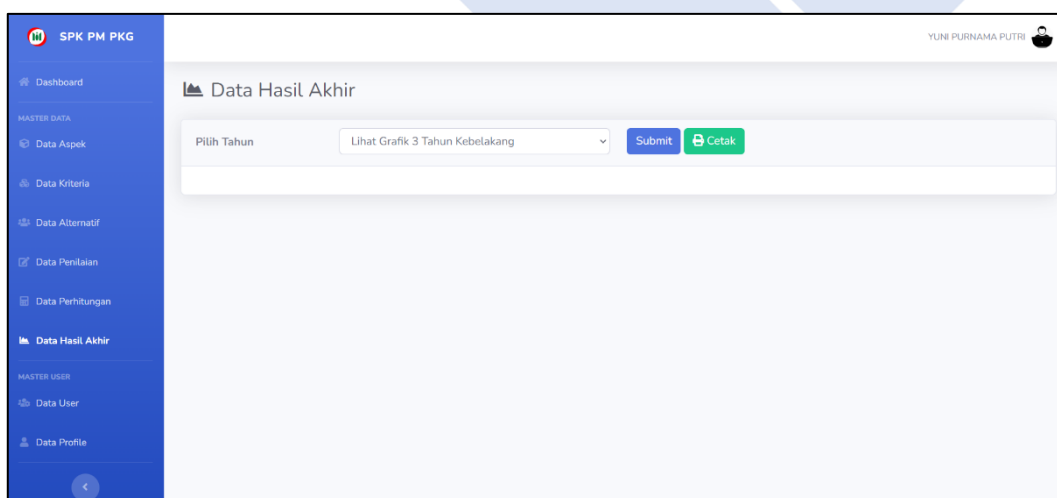 SPK PM PKG
YUNI PURNAMA PUTRI
Dashboard
MASTER DATA
Data Aspek
Data Kriteria
Data Alternatif
Data Penilaian
Data Perhitungan
Data Hasil Akhir
MASTER USER
Data User
Data Profile
Data Hasil Akhir
Pilih Tahun Lihat Grafik 3 Tahun Kebelakang Submit Cetak